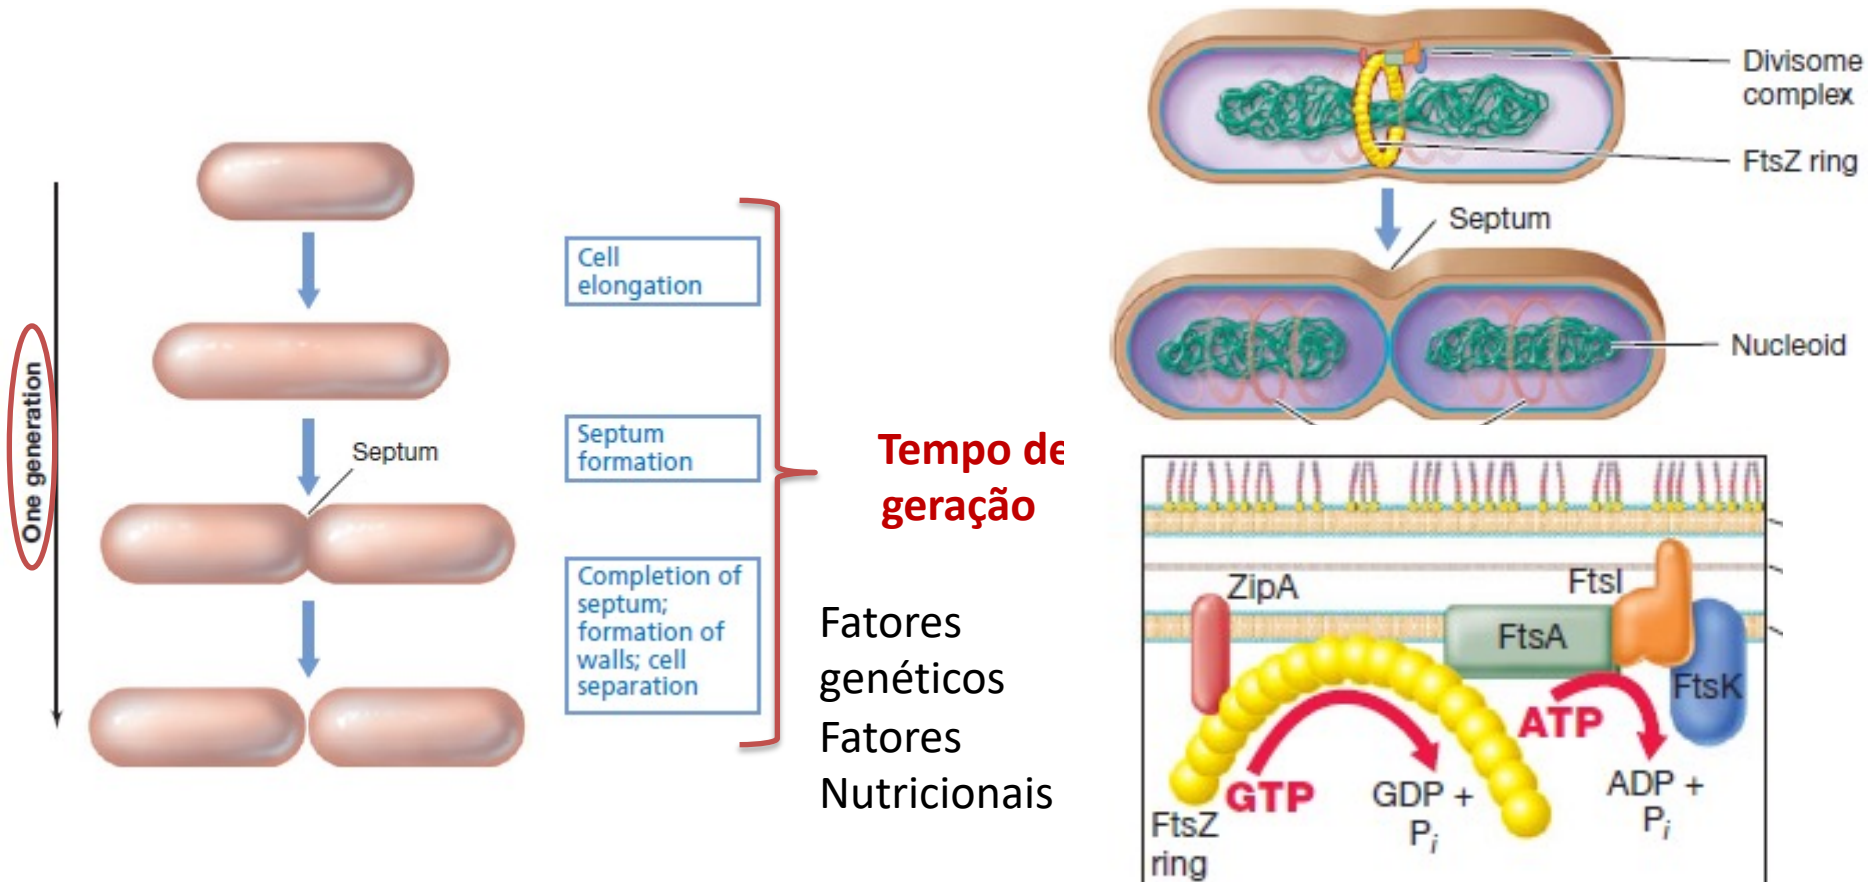 One generation
Septum
Cell
elongation
Septum
formation
Completion of
septum;
formation of
walls; cell
separation
Tempo de
geração
Fatores
genéticos
Fatores
Nutricionais
Divisome
complex
FtsZ ring
Septum
Nucleoid
ZipA
FtsI
FtsA
FtsK
ATP
GTP
GDP +
Pi
ADP +
Pi
FtsZ
ring